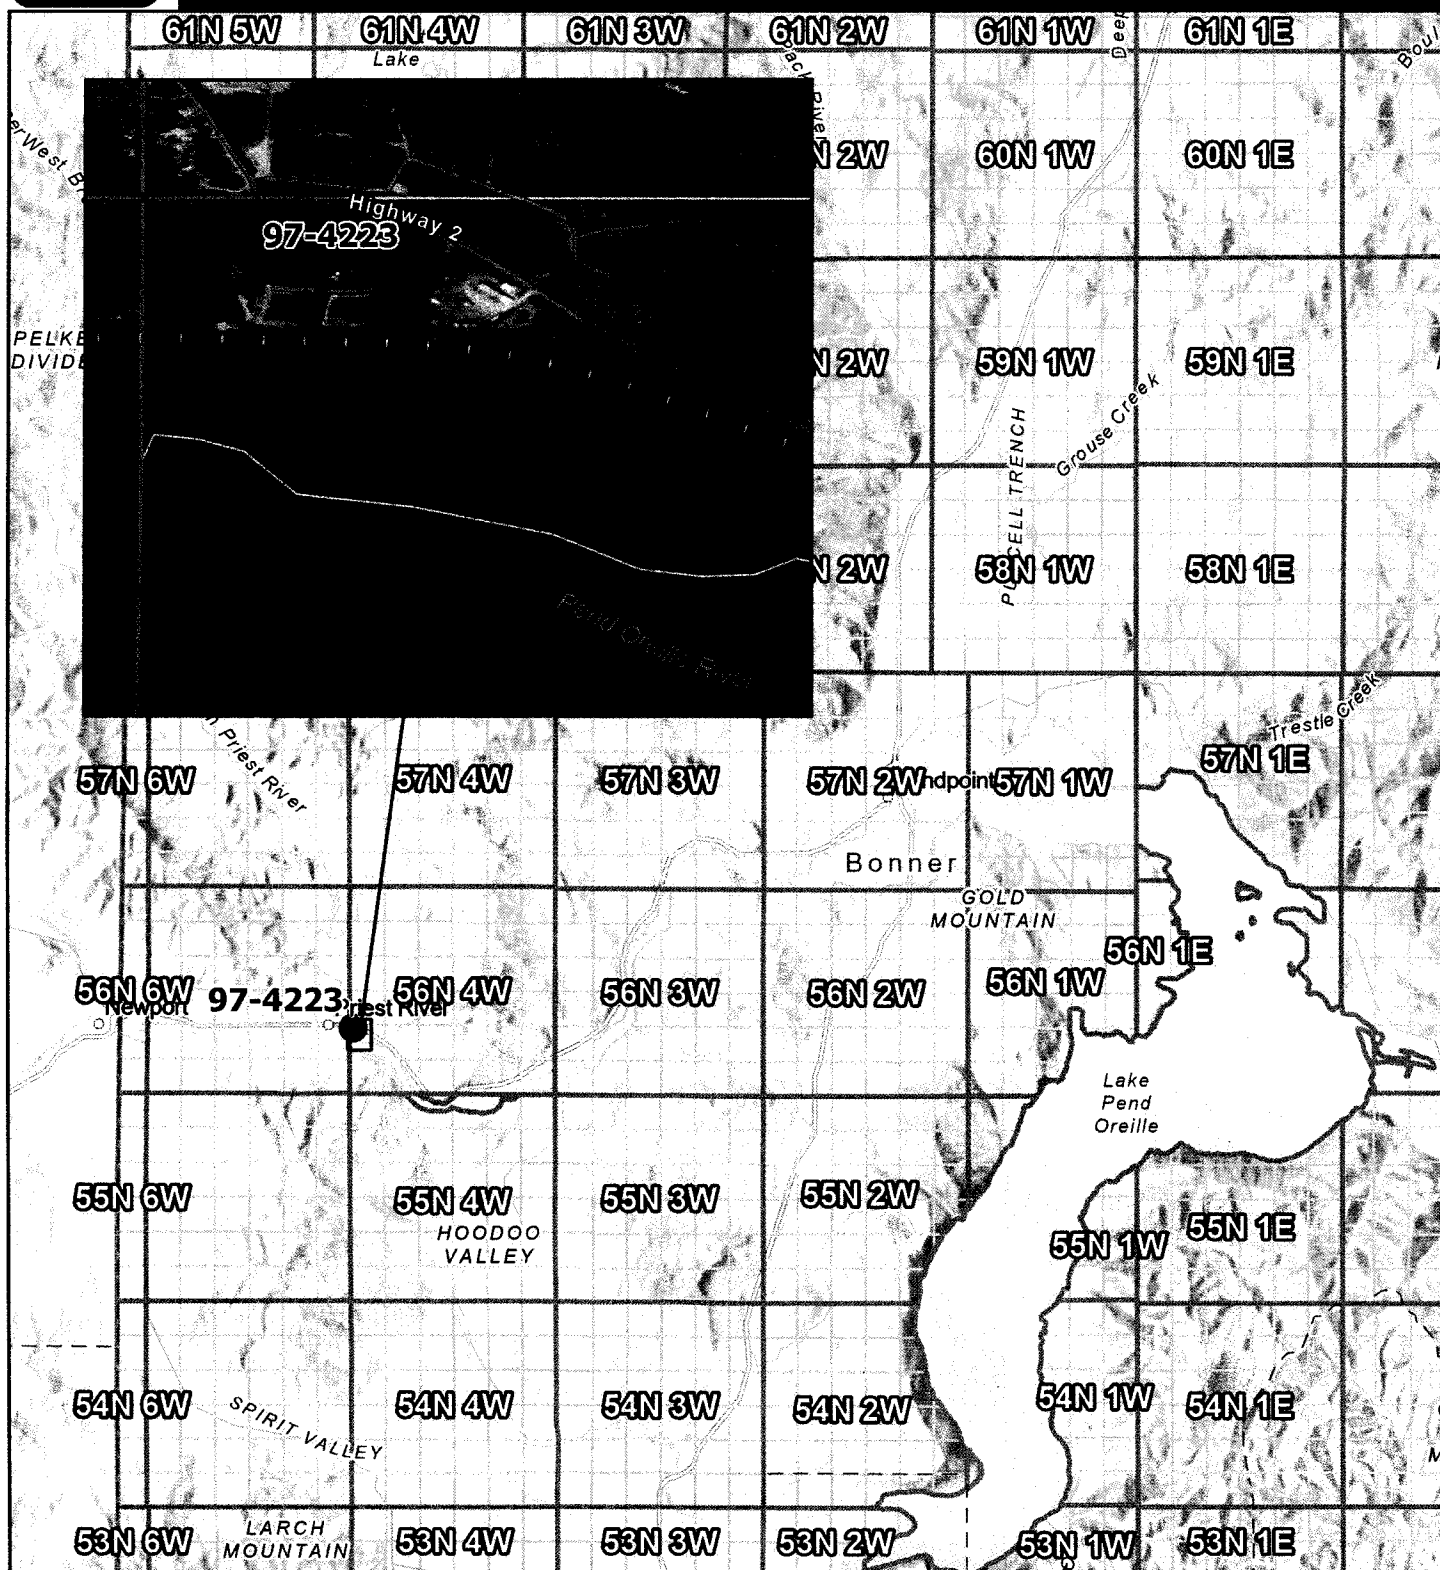 61N 5W
61N 4W
61N 3W
61N 2W
61N 1W
61N 1E
Lake
Deep
River
West
N 2W
60N 1W
60N 1E
Highway 2
97-4223
PELKE
DIVIDE
N 2W
59N 1W
59N 1E
Grouse Creek
PURCELL TRENCH
N 2W
58N 1W
58N 1E
Pend Oreille River
Priest River
Trestle Creek
57N 6W
57N 4W
57N 3W
57N 2W
ndpoint
57N 1W
57N 1E
Bonner
GOLD
MOUNTAIN
56N 6W
Newport
97-4223
Priest River
56N 4W
56N 3W
56N 2W
56N 1W
56N 1E
Lake
Pend
Oreille
55N 6W
55N 4W
55N 3W
55N 2W
55N 1W
55N 1E
HOODOO
VALLEY
54N 6W
SPIRIT VALLEY
54N 4W
54N 3W
54N 2W
54N 1W
54N 1E
M
53N 6W
LARCH
MOUNTAIN
53N 4W
53N 3W
53N 2W
53N 1W
53N 1E